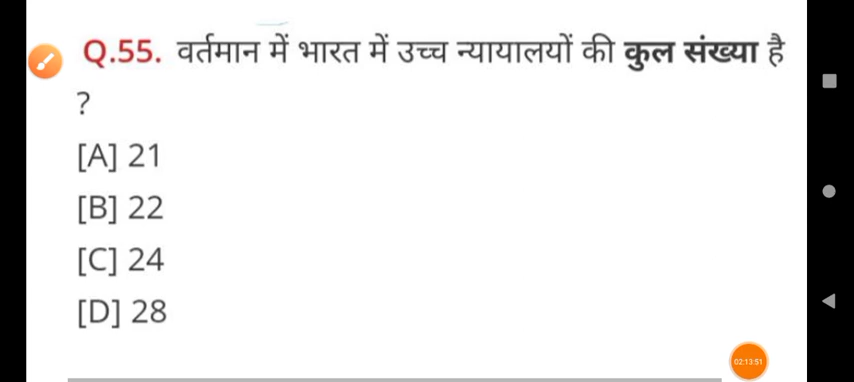 Q.55. वर्तमान में भारत में उच्च न्यायालयों की कुल संख्या है
?
[A] 21
[B] 22
[C] 24
[D] 28
02:13:51